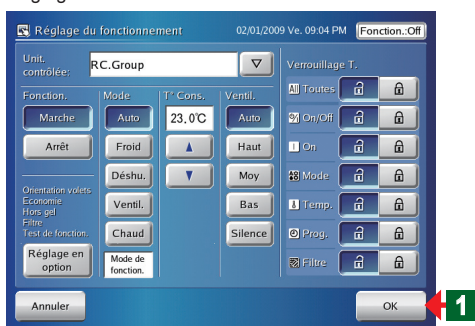 Réglage du fonctionnement
02/01/2009 Ve. 09:04 PM
Fonction.:Off
Unit. contrôlée:
RC.Group
Verrouillage T.
Fonction.
Mode
T° Cons.
Ventil.
All Toutes
Marche
Auto
23,0°C
Auto
On/Off
Arrêt
Froid
Haut
On
Déshu.
Moy
Mode
Orientation volets
Economie
Hors gel
Filtre
Test de fonction.
Ventil.
Bas
Temp.
Chaud
Silence
Prog.
Réglage en option
Mode de fonction.
Filtre
Annuler
OK
1